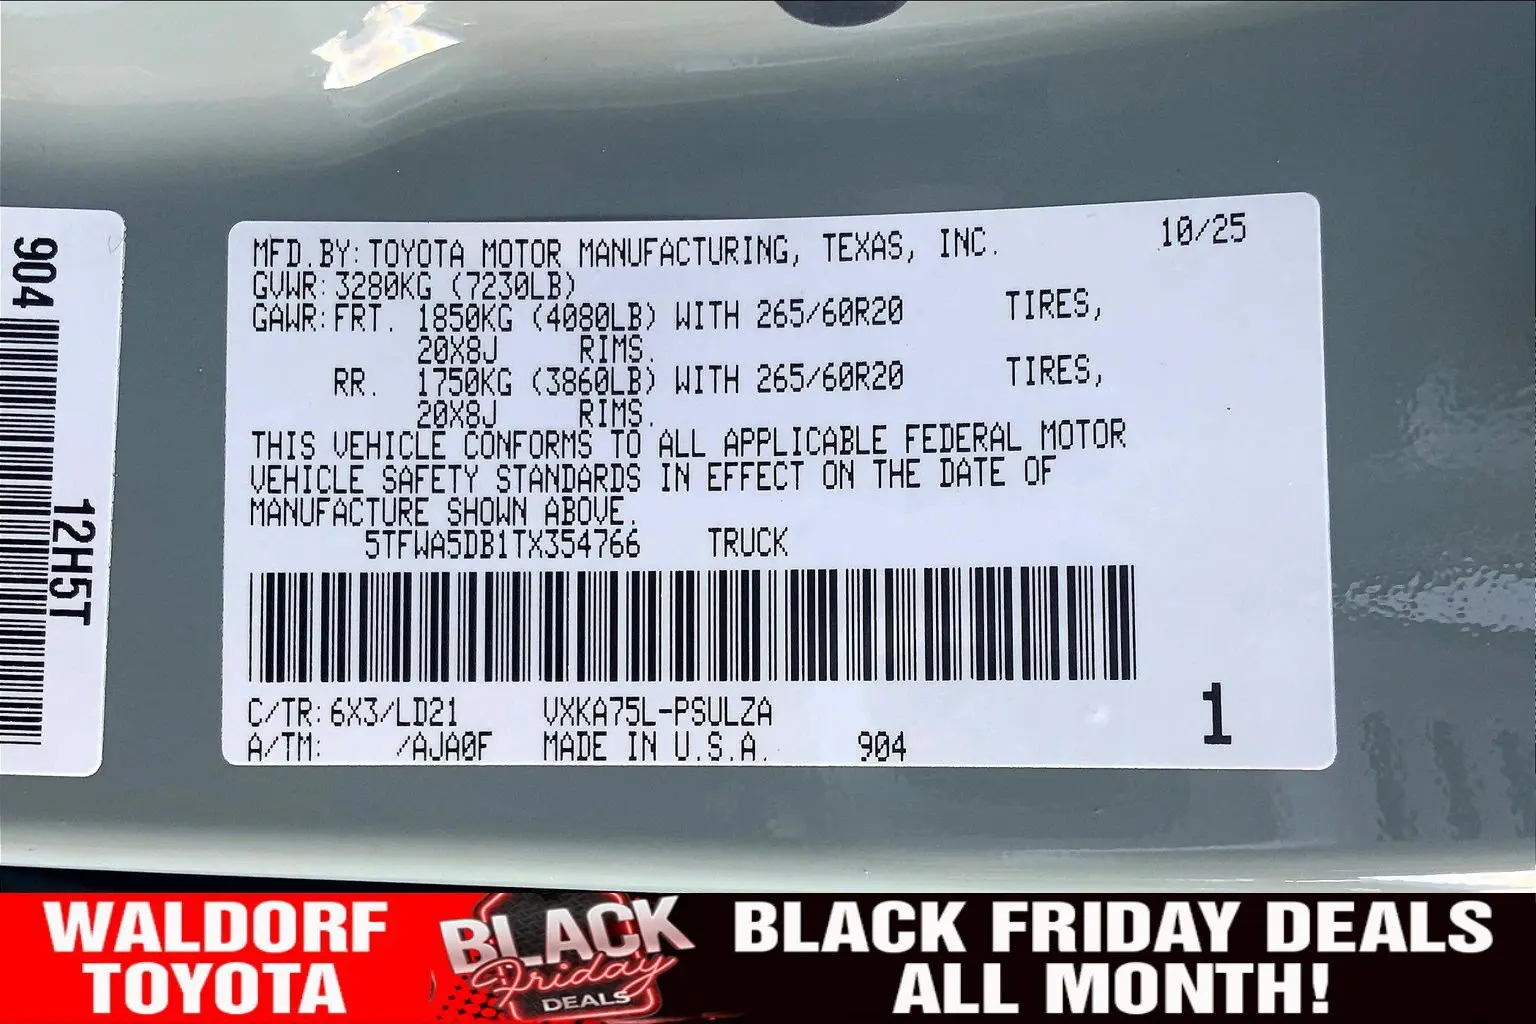 904
12H5T
MFD.BY:TOYOTA MOTOR MANUFACTURING, TEXAS, INC. 10/25
GVWR:3280KG (7230LB)
GAWR:FRT. 1850KG (4080LB) WITH 265/60R20 TIRES,
20X8J RIMS.
RR. 1750KG (3860LB) WITH 265/60R20 TIRES,
20X8J RIMS.
THIS VEHICLE CONFORMS TO ALL APPLICABLE FEDERAL MOTOR
VEHICLE SAFETY STANDARDS IN EFFECT ON THE DATE OF
MANUFACTURE SHOWN ABOVE.
5TFWA5DB1TX354766 TRUCK
C/TR:6X3/LD21 VXKA75L-PSULZA
A/TM: /AJA0F MADE IN U.S.A. 904
1
WALDORF
TOYOTA
BLACK
Friday
DEALS
BLACK FRIDAY DEALS
ALL MONTH!